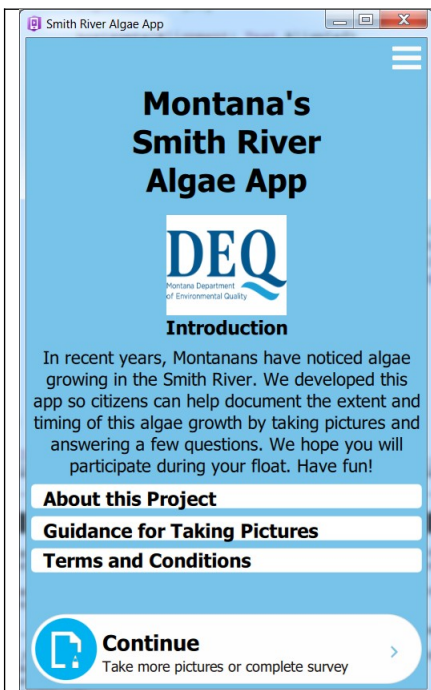 Smith River Algae App
Montana's
Smith River
Algae App
DEQ
Montana Department
of Environmental Quality
Introduction
In recent years, Montanans have noticed algae
growing in the Smith River. We developed this
app so citizens can help document the extent and
timing of this algae growth by taking pictures and
answering a few questions. We hope you will
participate during your float. Have fun!
About this Project
Guidance for Taking Pictures
Terms and Conditions
Continue
Take more pictures or complete survey